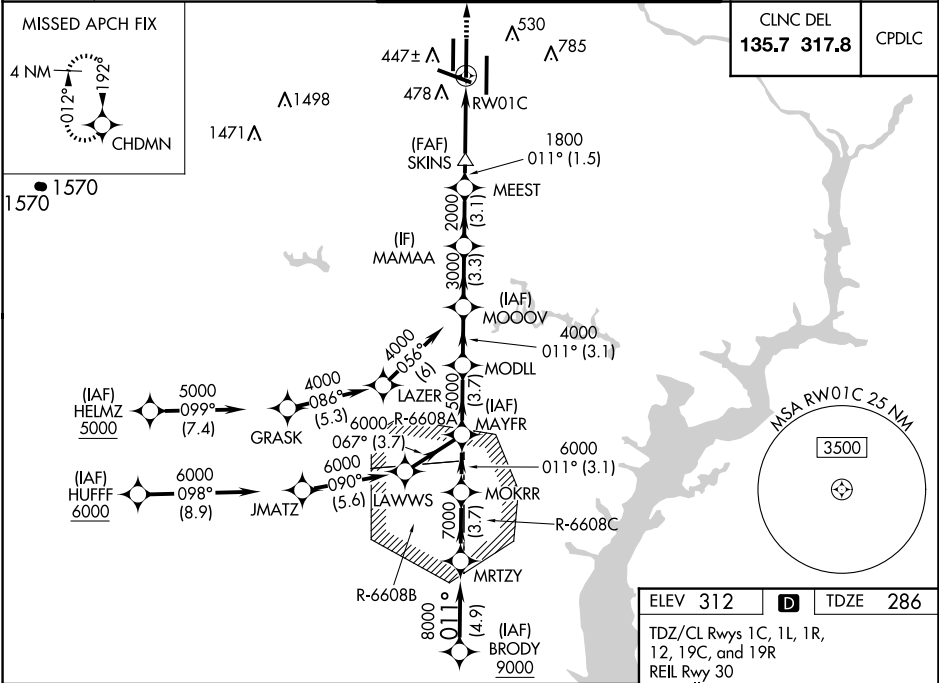 MISSED APCH FIX
4 NM
012°
192°
CHDMN
1570
1570
1498
1471
447±
530
785
478
RW01C
CLNC DEL
135.7 317.8
CPDLC
(FAF)
SKINS
1800
011° (1.5)
MEEST
2000
(3.1)
(IF)
MAMAA
3000
(3.3)
(IAF)
MOOOV
4000
011° (3.1)
MODLL
4000
056°
(6)
LAZER
5000
(3.7)
(IAF)
HELMZ
5000
5000
099°
(7.4)
GRASK
4000
086°
(5.3)
R-6608A
(IAF)
MAYFR
6000
067° (3.7)
6000
011° (3.1)
(IAF)
HUFFF
6000
6000
098°
(8.9)
JMATZ
6000
090°
(5.6)
LAWWS
MOKRR
R-6608C
7000
(3.7)
MRTZY
R-6608B
8000
011°
(4.9)
(IAF)
BRODY
9000
MSA RW01C 25 NM
3500
ELEV 312
D
TDZE 286
TDZ/CL Rwys 1C, 1L, 1R,
12, 19C, and 19R
REIL Rwy 30